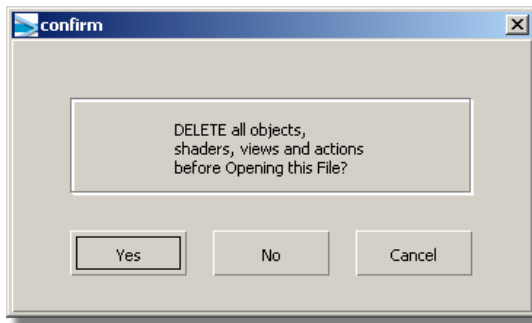 confirm
DELETE all objects,
shaders, views and actions
before Opening this File?
Yes
No
Cancel